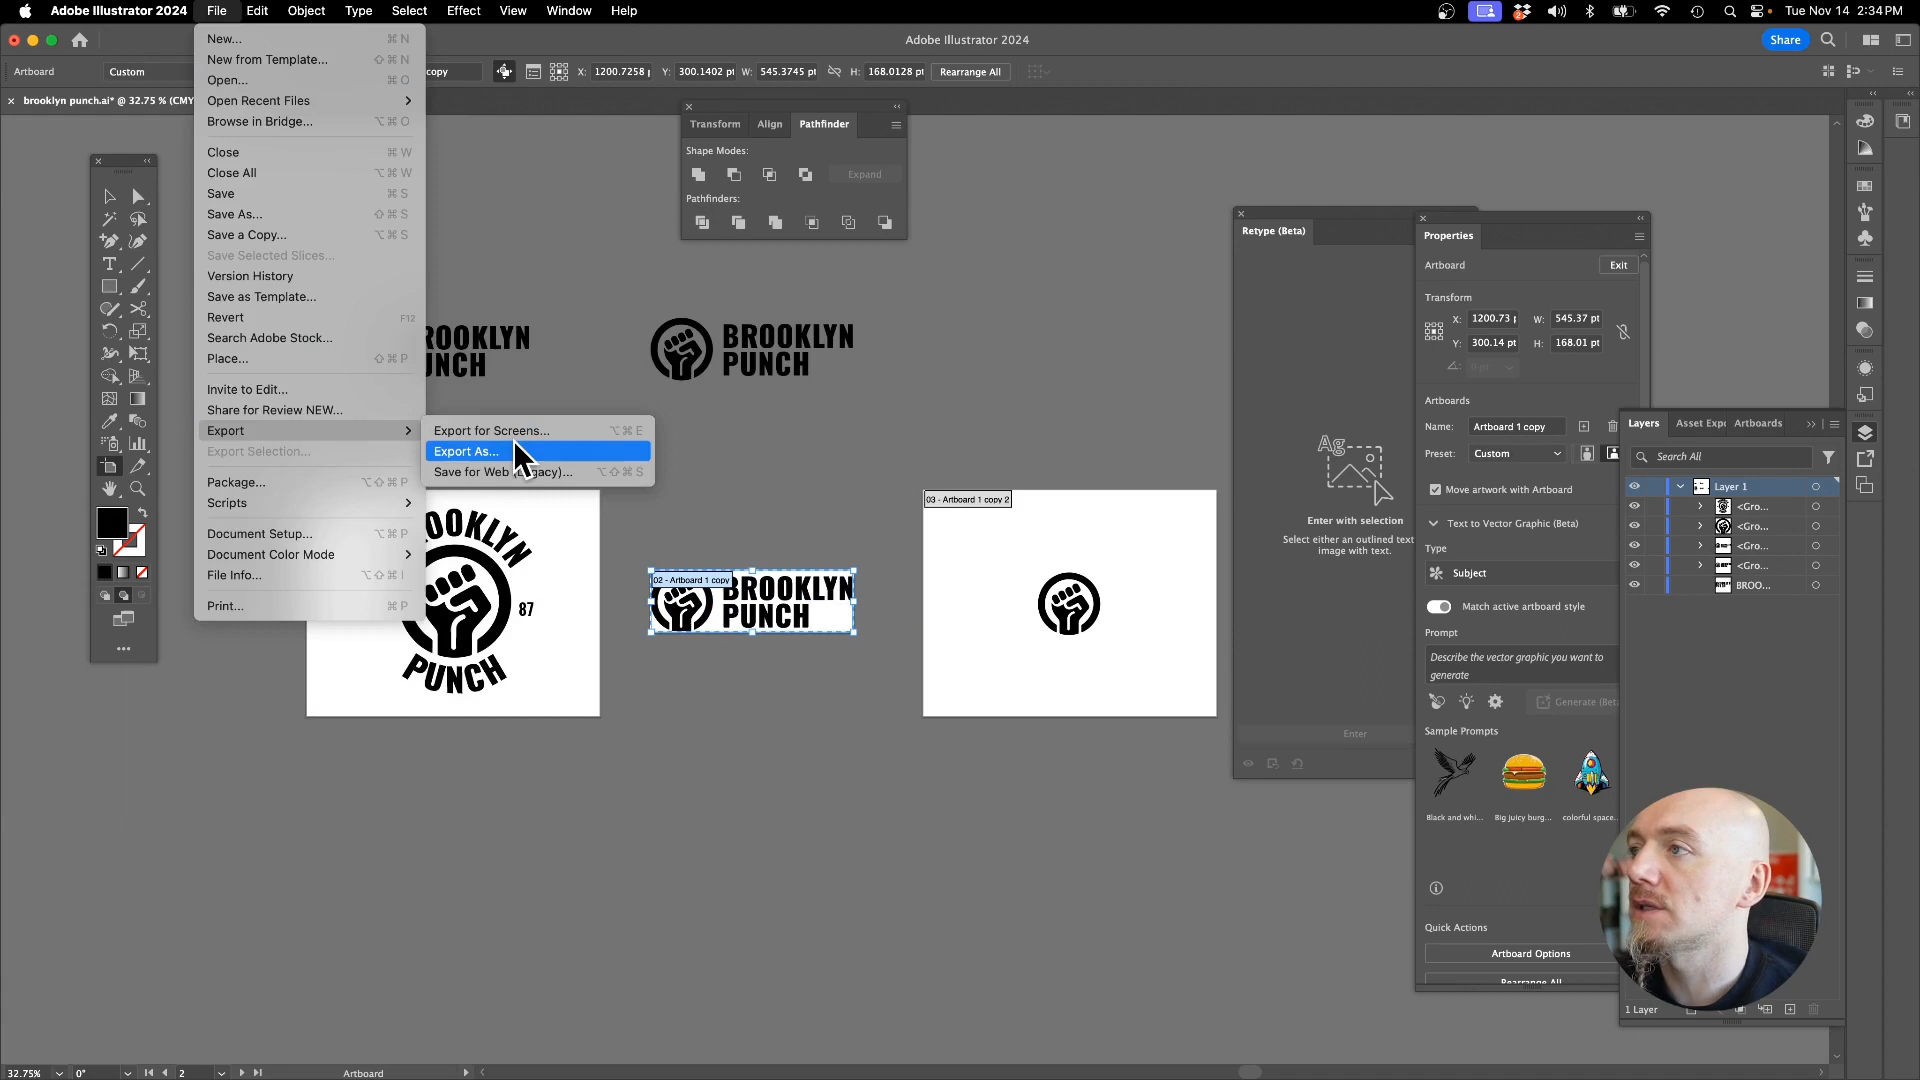 Adobe Illustrator 2024 File Edit Object Type Select Effect View Window Help
Tue Nov 14 2:34 PM
Adobe Illustrator 2024
Share
Artboard
Custom
copy
X: 1200.7258 Y: 300.1402 pt W: 545.3745 pt H: 168.0128 pt Rearrange All
brooklyn punch.ai* @ 32.75 % (CMY
New... ⌘ N
New from Template... ⇧⌘ N
Open... ⌘ O
Open Recent Files
Browse in Bridge... ⌥⌘ O
Close ⌘ W
Close All ⌥⌘ W
Save ⌘ S
Save As... ⇧⌘ S
Save a Copy... ⌥⌘ S
Save Selected Slices...
Version History
Save as Template...
Revert F12
Search Adobe Stock...
Place... ⇧⌘ P
Invite to Edit...
Share for Review NEW...
Export
Export Selection...
Package... ⌥⇧⌘ P
Scripts
Document Setup... ⌥⌘ P
Document Color Mode
File Info... ⌥⇧⌘ I
Print... ⌘ P
Export for Screens... ⌥⌘ E
Export As...
Save for Web (Legacy)... ⌥⇧⌘ S
Transform Align Pathfinder
Shape Modes:
Expand
Pathfinders:
ROOKLYN
UNCH
BROOKLYN
PUNCH
OOKLYN
87
PUNCH
02 - Artboard 1 copy
BROOKLYN
PUNCH
03 - Artboard 1 copy 2
Retype (Beta)
Ag
Enter with selection
Select either an outlined text
image with text.
Enter
Properties
Artboard
Exit
Transform
X: 1200.73 W: 545.37 pt
Y: 300.14 pt H: 168.01 pt
0 pt
Artboards
Name: Artboard 1 copy
Preset: Custom
Move artwork with Artboard
Text to Vector Graphic (Beta)
Type
Subject
Match active artboard style
Prompt
Describe the vector graphic you want to
generate
Generate (Beta
Sample Prompts
Black and whi... Big juicy burg... colorful space...
Quick Actions
Artboard Options
Rearrange All
Layers Asset Expo Artboards
Search All
Layer 1
<Gro...
<Gro...
<Gro...
<Gro...
BROO...
1 Layer
32.75% 0° 2 Artboard